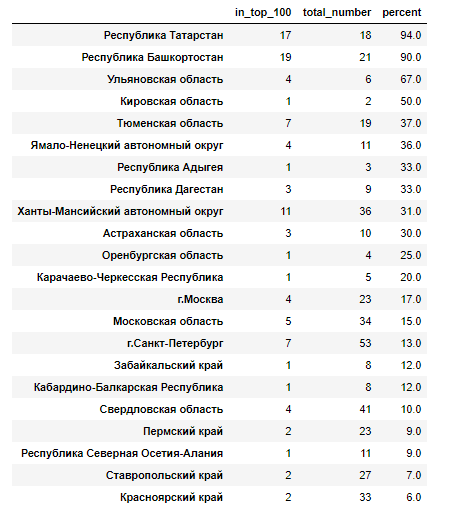 in_top_100 total_number percent
Республика Татарстан 17 18 94.0
Республика Башкортостан 19 21 90.0
Ульяновская область 4 6 67.0
Кировская область 1 2 50.0
Тюменская область 7 19 37.0
Ямало-Ненецкий автономный округ 4 11 36.0
Республика Адыгея 1 3 33.0
Республика Дагестан 3 9 33.0
Ханты-Мансийский автономный округ 11 36 31.0
Астраханская область 3 10 30.0
Оренбургская область 1 4 25.0
Карачаево-Черкесская Республика 1 5 20.0
г.Москва 4 23 17.0
Московская область 5 34 15.0
г.Санкт-Петербург 7 53 13.0
Забайкальский край 1 8 12.0
Кабардино-Балкарская Республика 1 8 12.0
Свердловская область 4 41 10.0
Пермский край 2 23 9.0
Республика Северная Осетия-Алания 1 11 9.0
Ставропольский край 2 27 7.0
Красноярский край 2 33 6.0